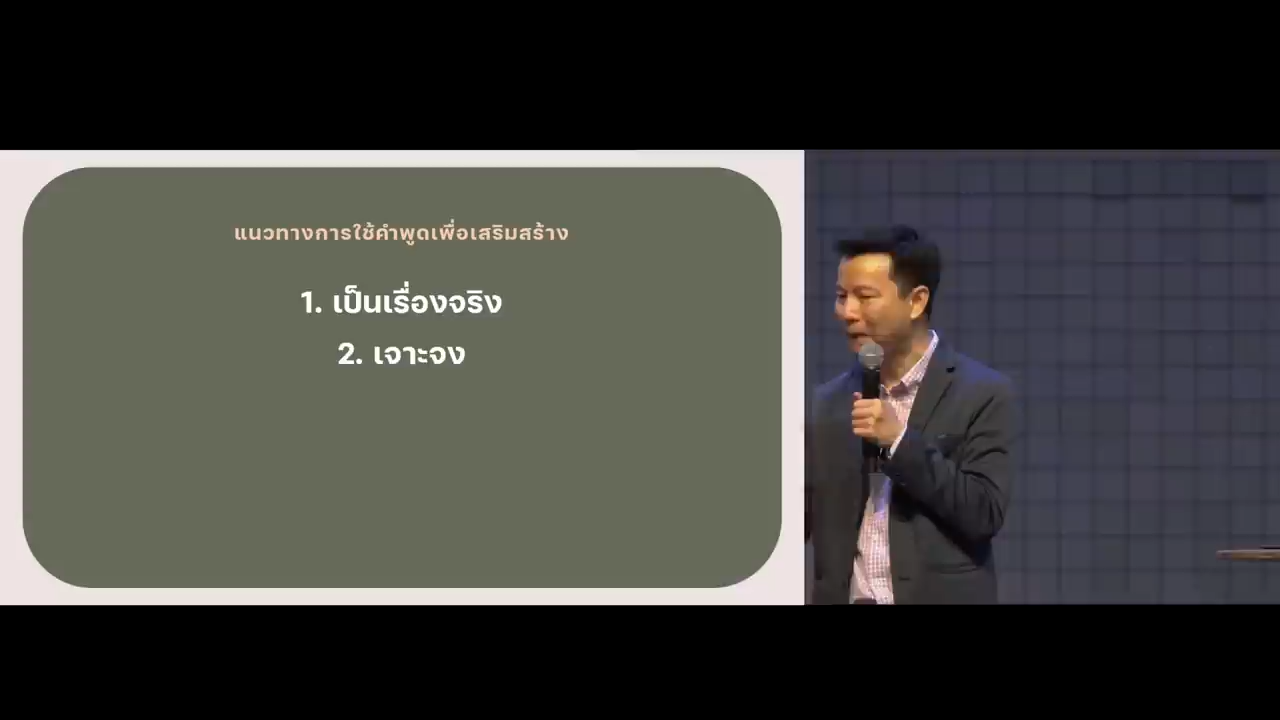 แนวทางการใช้คำพูดเพื่อเสริมสร้าง
1. เป็นเรื่องจริง
2. เจาะจง